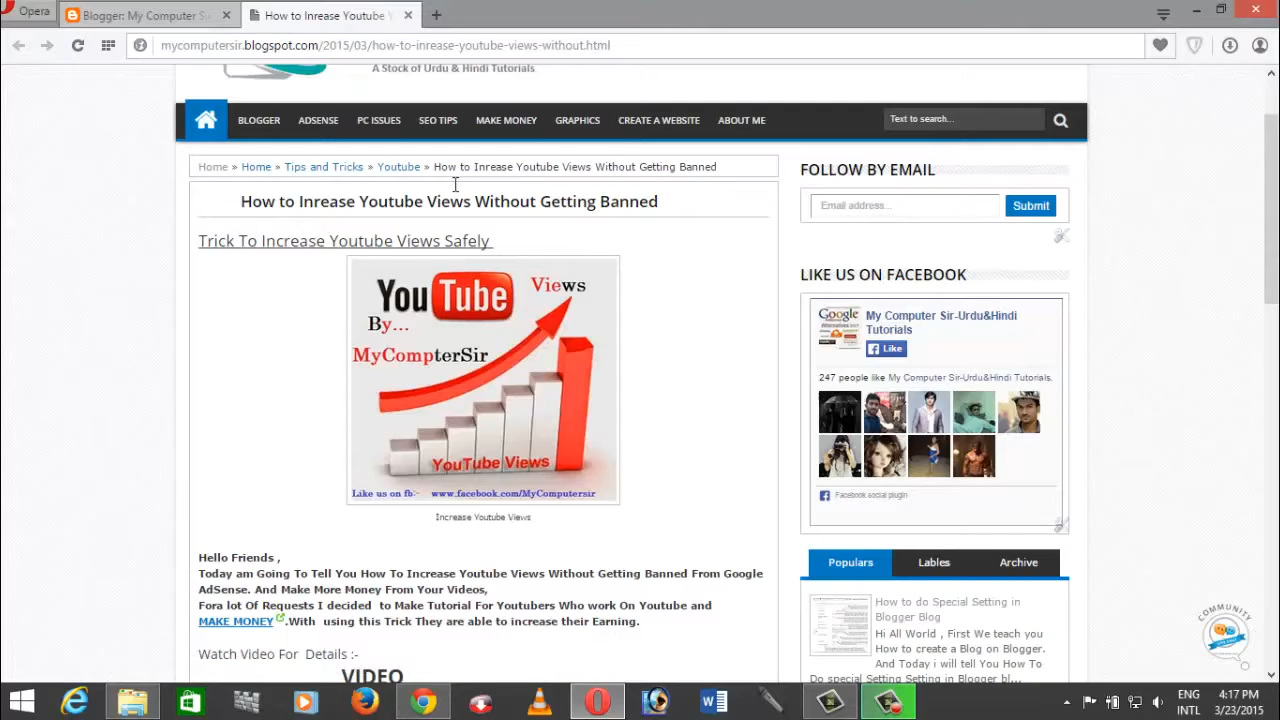 Opera
Blogger: My Computer S
How to Inrease Youtube
mycomputersir.blogspot.com/2015/03/how-to-inrease-youtube-views-without.html
A Stock of Urdu & Hindi Tutorials
BLOGGER ADSENSE PC ISSUES SEO TIPS MAKE MONEY GRAPHICS CREATE A WEBSITE ABOUT ME
Text to search...
Home » Home » Tips and Tricks » Youtube » How to Inrease Youtube Views Without Getting Banned
How to Inrease Youtube Views Without Getting Banned
Trick To Increase Youtube Views Safely
YouTube Views
By...
MyCompterSir
YouTube Views
Like us on fb:- www.facebook.com/MyComputersir
Increase Youtube Views
Hello Friends ,
Today am Going To Tell You How To Increase Youtube Views Without Getting Banned From Google
AdSense. And Make More Money From Your Videos,
Fora lot Of Requests I decided to Make Tutorial For Youtubers Who work On Youtube and
MAKE MONEY .With using this Trick They are able to increase their Earning.
Watch Video For Details :-
VIDEO
FOLLOW BY EMAIL
Email address...
Submit
LIKE US ON FACEBOOK
Google
My Computer Sir-Urdu&Hindi
Tutorials
Like
247 people like My Computer Sir-Urdu&Hindi Tutorials.
Facebook social plugin
Populars Lables Archive
How to do Special Setting in
Blogger Blog
Hi All World , First We teach you
How to create a Blog on Blogger.
And Today i will tell You How To
Do special Setting Setting in Blogger bl...
COMMUNITY
ENG
INTL
4:17 PM
3/23/2015